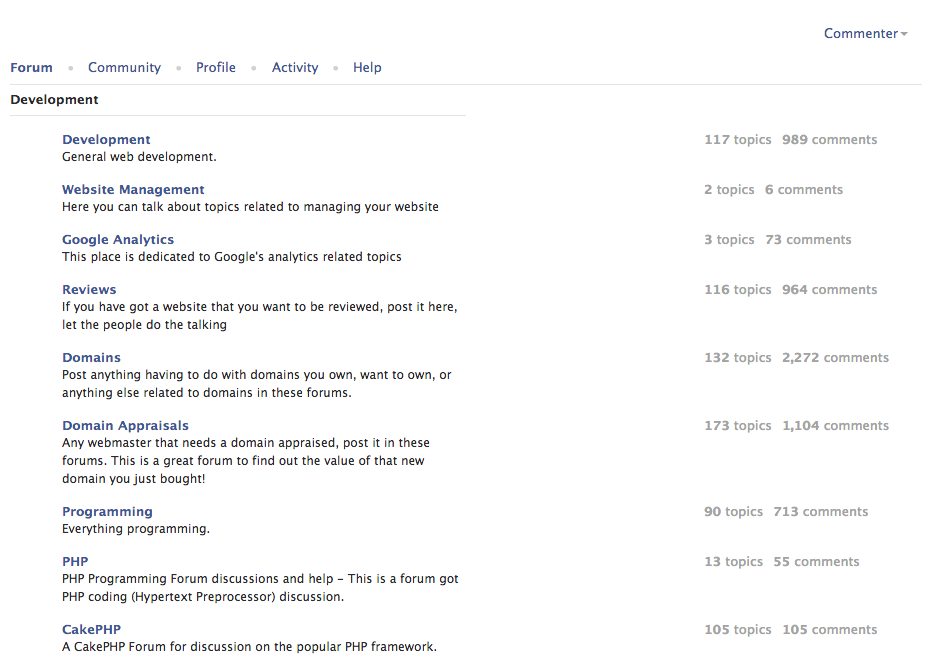 Commenter
Forum • Community • Profile • Activity • Help
Development
Development 117 topics 989 comments
General web development.
Website Management 2 topics 6 comments
Here you can talk about topics related to managing your website
Google Analytics 3 topics 73 comments
This place is dedicated to Google's analytics related topics
Reviews 116 topics 964 comments
If you have got a website that you want to be reviewed, post it here,
let the people do the talking
Domains 132 topics 2,272 comments
Post anything having to do with domains you own, want to own, or
anything else related to domains in these forums.
Domain Appraisals 173 topics 1,104 comments
Any webmaster that needs a domain appraised, post it in these
forums. This is a great forum to find out the value of that new
domain you just bought!
Programming 90 topics 713 comments
Everything programming.
PHP 13 topics 55 comments
PHP Programming Forum discussions and help – This is a forum got
PHP coding (Hypertext Preprocessor) discussion.
CakePHP 105 topics 105 comments
A CakePHP Forum for discussion on the popular PHP framework.